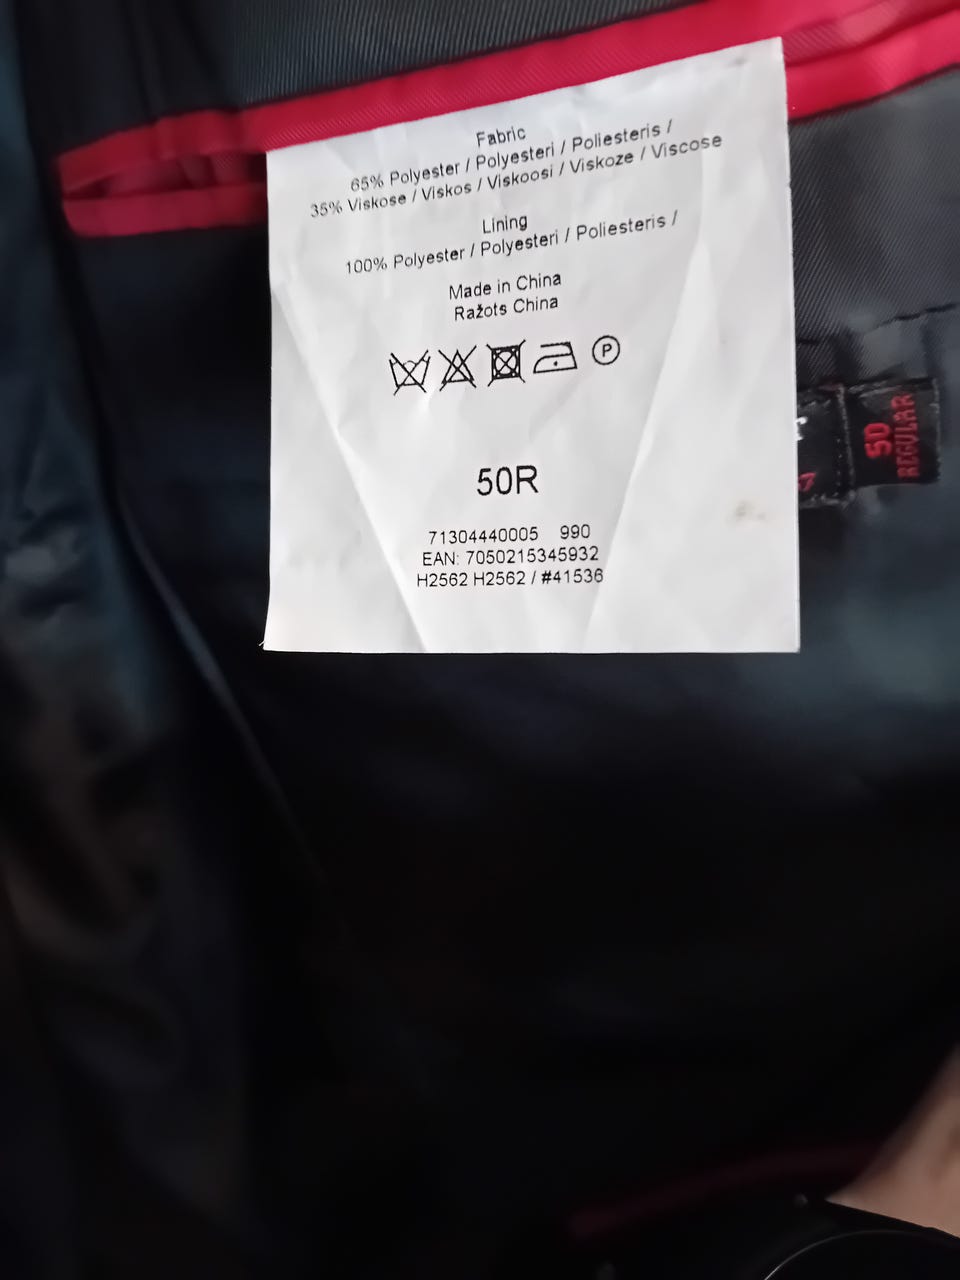 Fabric
65% Polyester / Polyesteri / Poliesteris /
35% Viskose / Viskos / Viskoosi / Viskoze / Viscose
Lining
100% Polyester / Polyesteri / Poliesteris /
Made in China
Ražots China
P
50R
71304440005 990
EAN: 7050215345932
H2562 H2562 / #41536
50
REGULAR